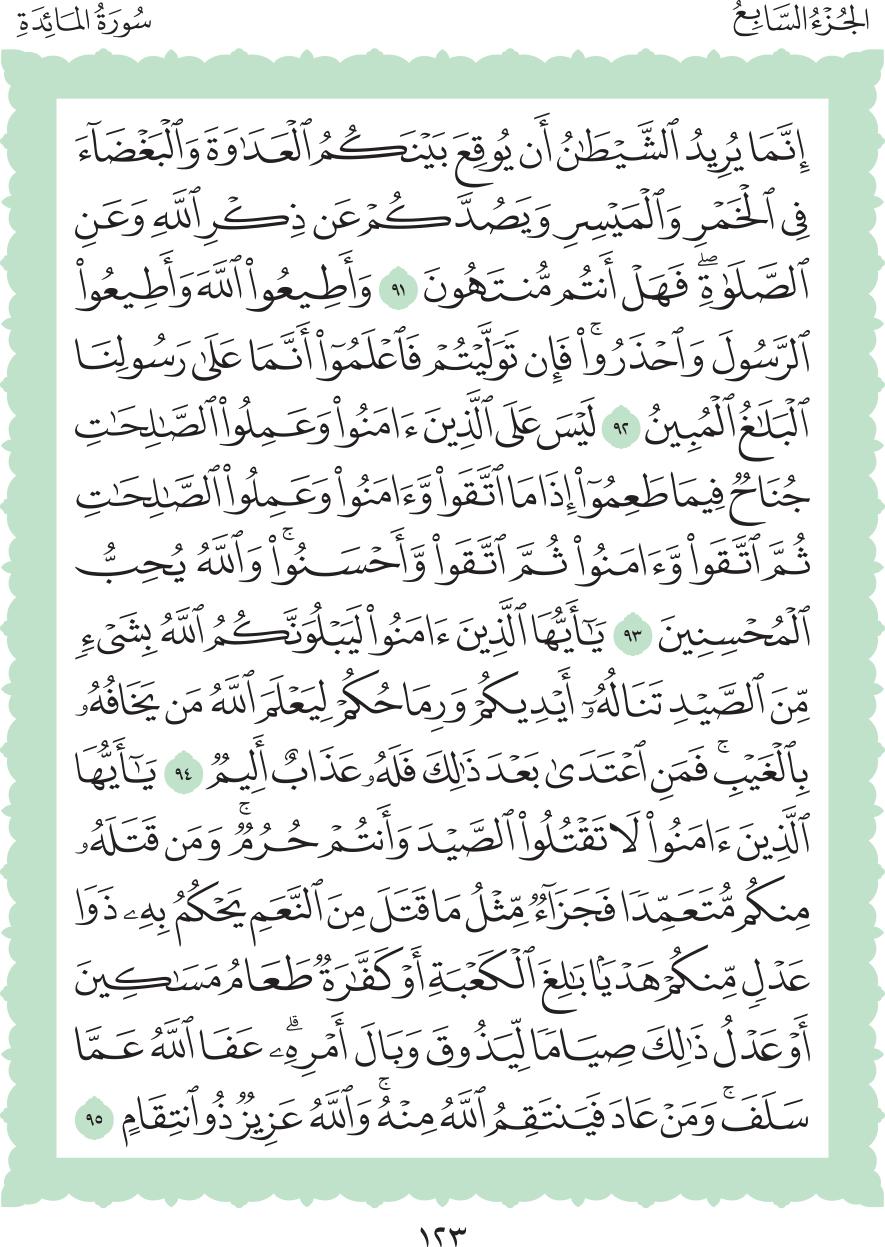 الجُزْءُ السَّابِعُ
سُورَةُ المَائِدَةِ
إِنَّمَا يُرِيدُ ٱلشَّيْطَٰنُ أَن يُوقِعَ بَيْنَكُمُ ٱلْعَدَٰوَةَ وَٱلْبَغْضَآءَ
فِى ٱلْخَمْرِ وَٱلْمَيْسِرِ وَيَصُدَّكُمْ عَن ذِكْرِ ٱللَّهِ وَعَنِ
ٱلصَّلَوٰةِۖ فَهَلْ أَنتُم مُّنتَهُونَ ٩١ وَأَطِيعُوا۟ ٱللَّهَ وَأَطِيعُوا۟
ٱلرَّسُولَ وَٱحْذَرُوا۟ۚ فَإِن تَوَلَّيْتُمْ فَٱعْلَمُوٓا۟ أَنَّمَا عَلَىٰ رَسُولِنَا
ٱلْبَلَٰغُ ٱلْمُبِينُ ٩٢ لَيْسَ عَلَى ٱلَّذِينَ ءَامَنُوا۟ وَعَمِلُوا۟ ٱلصَّٰلِحَٰتِ
جُنَاحٌ فِيمَا طَعِمُوٓا۟ إِذَا مَا ٱتَّقَوا۟ وَّءَامَنُوا۟ وَعَمِلُوا۟ ٱلصَّٰلِحَٰتِ
ثُمَّ ٱتَّقَوا۟ وَّءَامَنُوا۟ ثُمَّ ٱتَّقَوا۟ وَّأَحْسَنُوا۟ۚ وَٱللَّهُ يُحِبُّ
ٱلْمُحْسِنِينَ ٩٣ يَٰٓأَيُّهَا ٱلَّذِينَ ءَامَنُوا۟ لَيَبْلُوَنَّكُمُ ٱللَّهُ بِشَىْءٍ
مِّنَ ٱلصَّيْدِ تَنَالُهُۥٓ أَيْدِيكُمْ وَرِمَاحُكُمْ لِيَعْلَمَ ٱللَّهُ مَن يَخَافُهُۥ
بِٱلْغَيْبِۚ فَمَنِ ٱعْتَدَىٰ بَعْدَ ذَٰلِكَ فَلَهُۥ عَذَابٌ أَلِيمٌ ٩٤ يَٰٓأَيُّهَا
ٱلَّذِينَ ءَامَنُوا۟ لَا تَقْتُلُوا۟ ٱلصَّيْدَ وَأَنتُمْ حُرُمٌۚ وَمَن قَتَلَهُۥ
مِنكُم مُّتَعَمِّدًا فَجَزَآءٌ مِّثْلُ مَا قَتَلَ مِنَ ٱلنَّعَمِ يَحْكُمُ بِهِۦ ذَوَا
عَدْلٍ مِّنكُمْ هَدْيًۢا بَٰلِغَ ٱلْكَعْبَةِ أَوْ كَفَّٰرَةٌ طَعَامُ مَسَٰكِينَ
أَوْ عَدْلُ ذَٰلِكَ صِيَامًا لِّيَذُوقَ وَبَالَ أَمْرِهِۦۗ عَفَا ٱللَّهُ عَمَّا
سَلَفَۚ وَمَنْ عَادَ فَيَنتَقِمُ ٱللَّهُ مِنْهُۚ وَٱللَّهُ عَزِيزٌ ذُو ٱنتِقَامٍ ٩٥
١٢٣